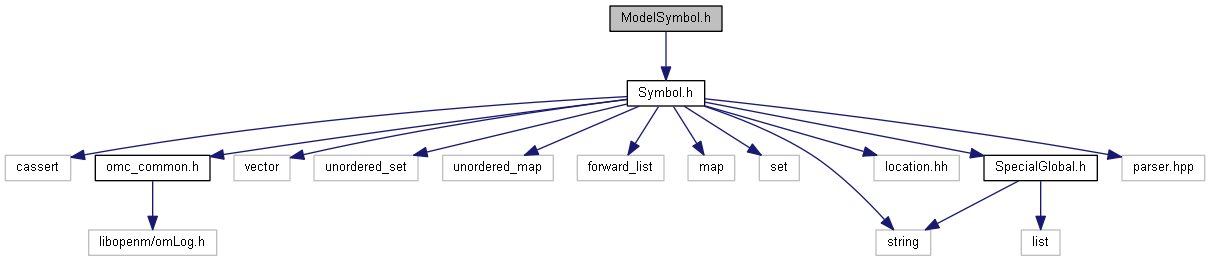 ModelSymbol.h
Symbol.h
cassert
omc_common.h
vector
unordered_set
unordered_map
forward_list
map
set
location.hh
SpecialGlobal.h
parser.hpp
libopenm/omLog.h
string
list